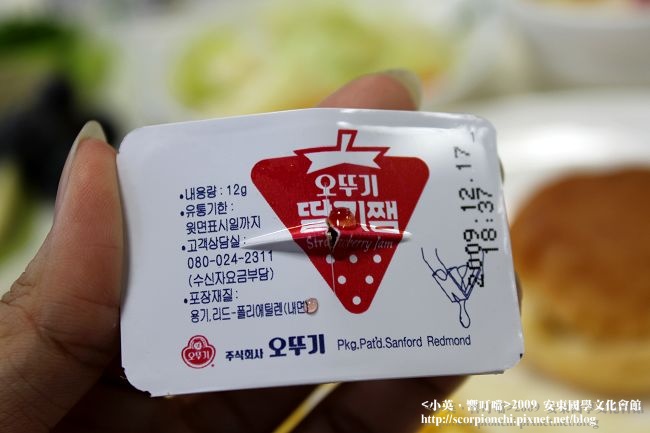 오뚜기
딸기쨈
Strawberry Jam
•내용량 : 12g
•유통기한 :
윗면표시일까지
•고객상담실 :
080-024-2311
(수신자요금부담)
•포장재질 :
용기,리드-폴리에틸렌(내면)
2009.12.17
18:37
오뚜기
주식회사 오뚜기
Pkg.Pat'd.Sanford Redmond
<小英‧響叮噹>2009 安東國學文化會館
http://scorpionchi.pixnet.net/blog